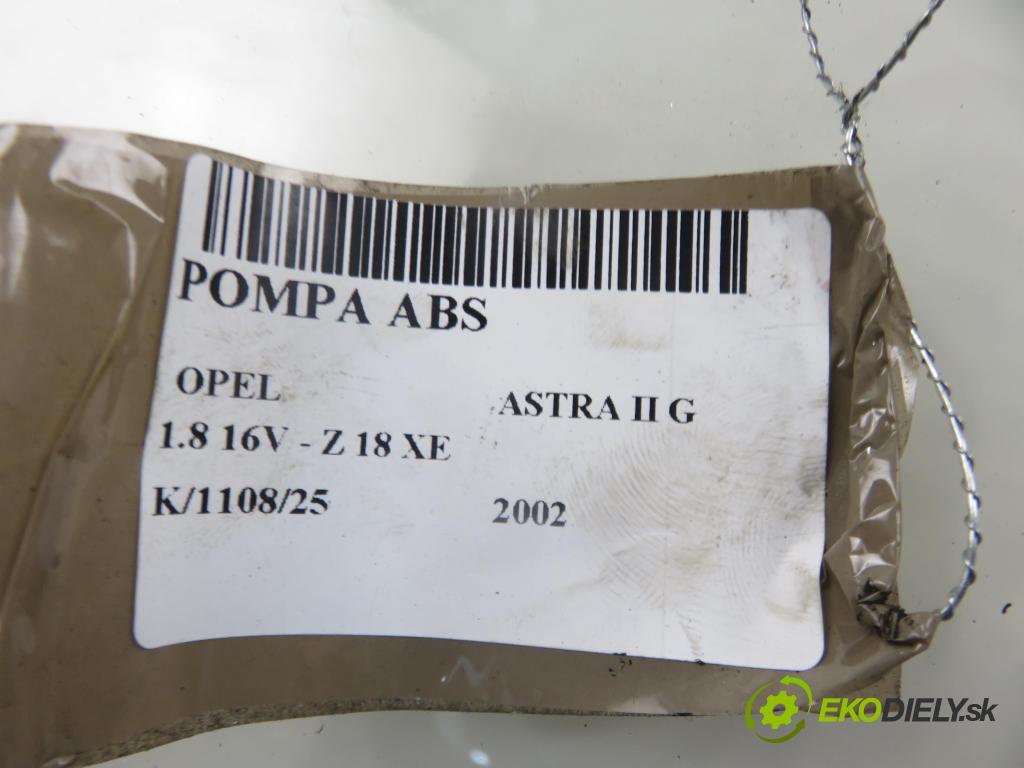 POMPA ABS
OPEL ASTRA II G
1.8 16V - Z 18 XE
K/1108/25 2002
EKODIELY.sk